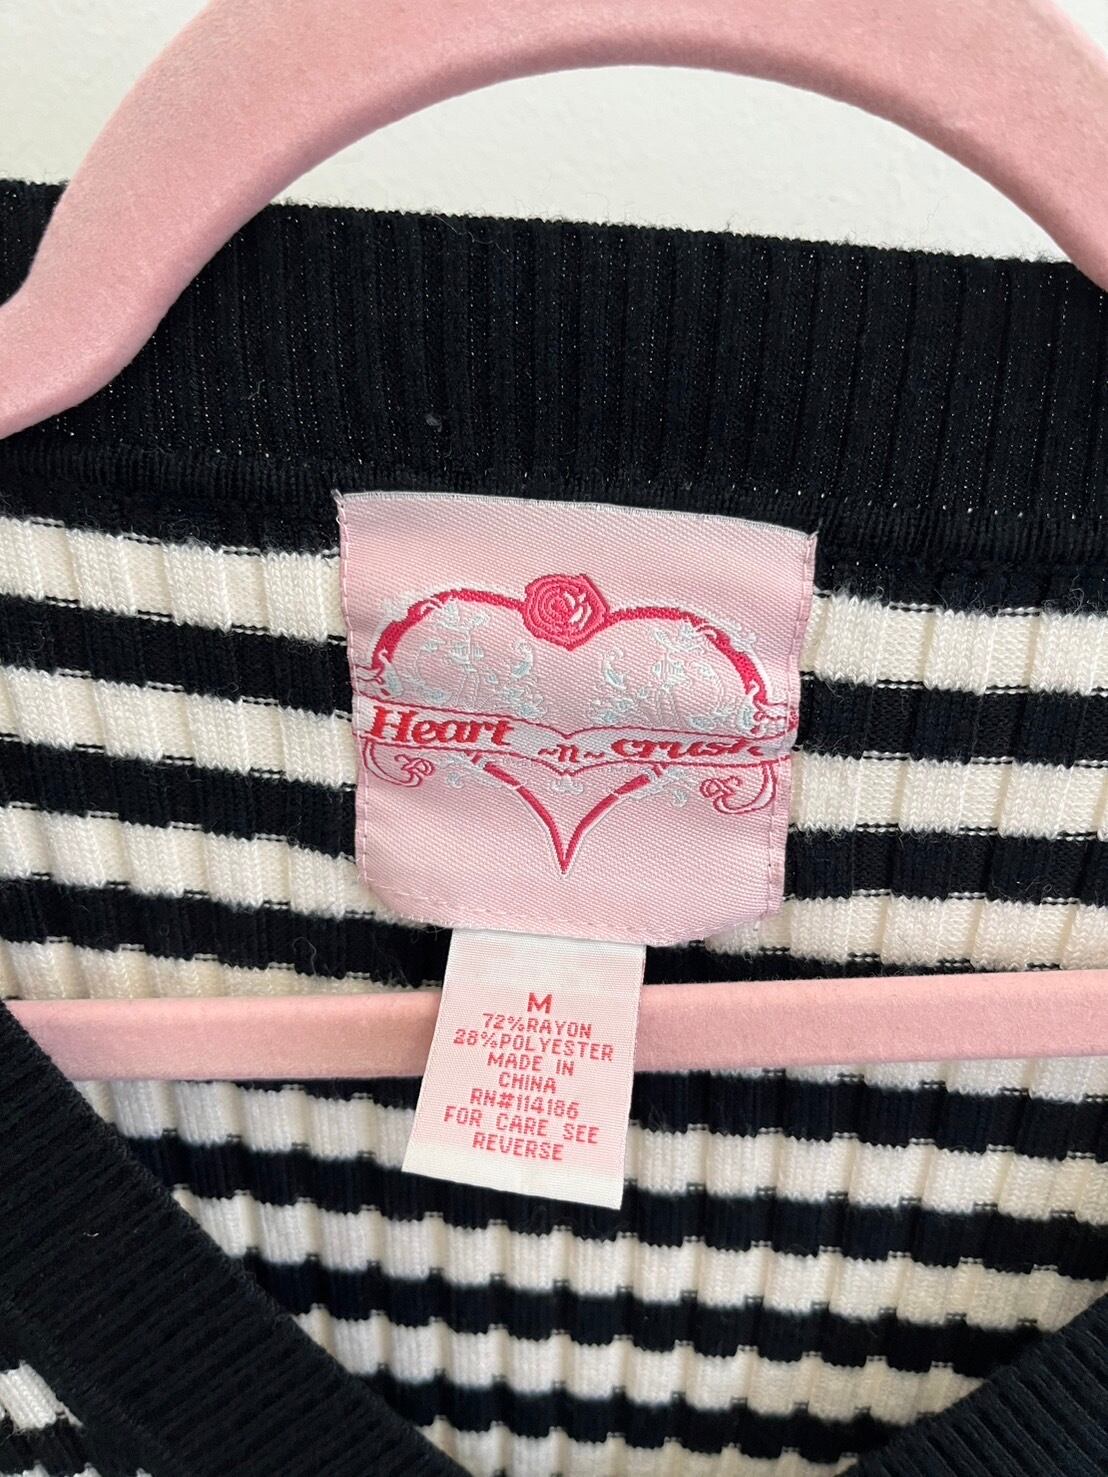 Heart ~n~ crush
M
72%RAYON
28%POLYESTER
MADE IN
CHINA
RN#114186
FOR CARE SEE
REVERSE